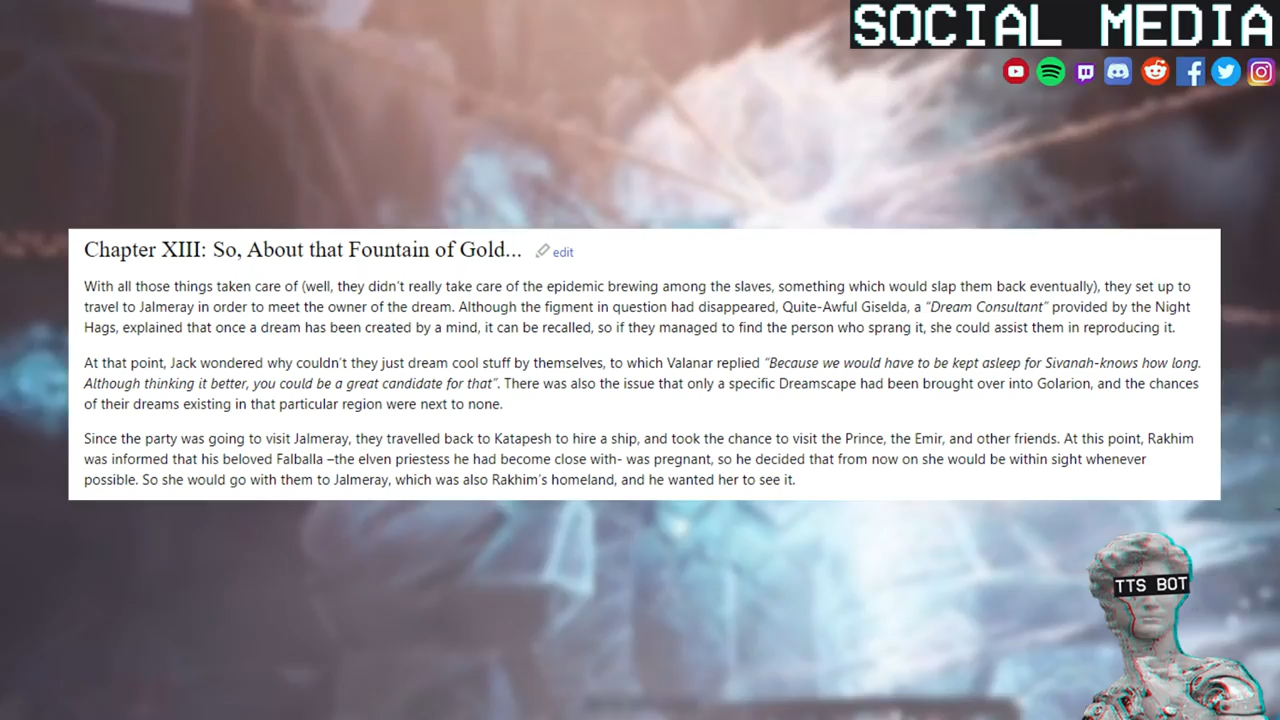 SOCIAL MEDIA
Chapter XIII: So, About that Fountain of Gold... edit
With all those things taken care of (well, they didn't really take care of the epidemic brewing among the slaves, something which would slap them back eventually), they set up to
travel to Jalmeray in order to meet the owner of the dream. Although the figment in question had disappeared, Quite-Awful Giselda, a “Dream Consultant” provided by the Night
Hags, explained that once a dream has been created by a mind, it can be recalled, so if they managed to find the person who sprang it, she could assist them in reproducing it.
At that point, Jack wondered why couldn't they just dream cool stuff by themselves, to which Valanar replied “Because we would have to be kept asleep for Sivanah-knows how long.
Although thinking it better, you could be a great candidate for that”. There was also the issue that only a specific Dreamscape had been brought over into Golarion, and the chances
of their dreams existing in that particular region were next to none.
Since the party was going to visit Jalmeray, they travelled back to Katapesh to hire a ship, and took the chance to visit the Prince, the Emir, and other friends. At this point, Rakhim
was informed that his beloved Falballa –the elven priestess he had become close with- was pregnant, so he decided that from now on she would be within sight whenever
possible. So she would go with them to Jalmeray, which was also Rakhim's homeland, and he wanted her to see it.
TTS BOT